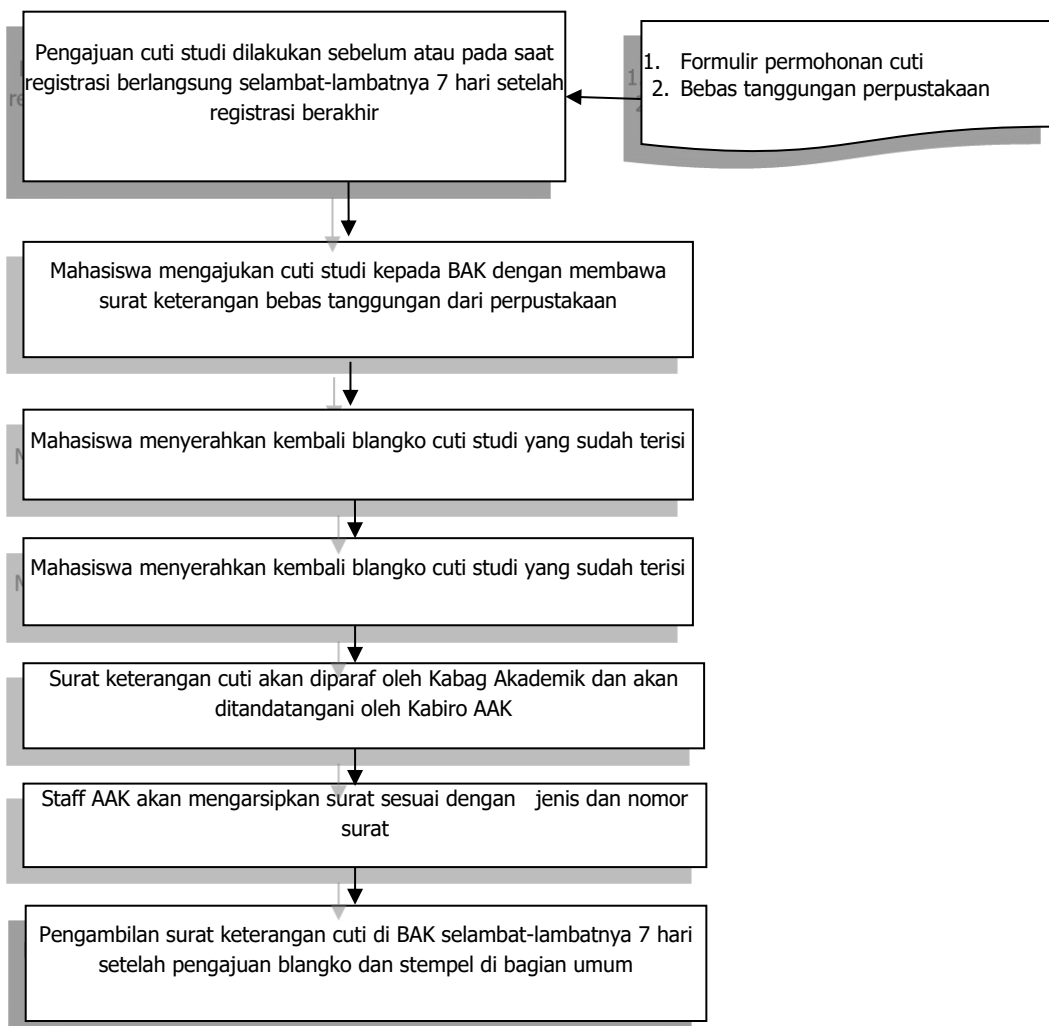 Pengajuan cuti studi dilakukan sebelum atau pada saat
registrasi berlangsung selambat-lambatnya 7 hari setelah
registrasi berakhir
1. Formulir permohonan cuti
2. Bebas tanggungan perpustakaan
Mahasiswa mengajukan cuti studi kepada BAK dengan membawa
surat keterangan bebas tanggungan dari perpustakaan
Mahasiswa menyerahkan kembali blangko cuti studi yang sudah terisi
Mahasiswa menyerahkan kembali blangko cuti studi yang sudah terisi
Surat keterangan cuti akan diparaf oleh Kabag Akademik dan akan
ditandatangani oleh Kabiro AAK
Staff AAK akan mengarsipkan surat sesuai dengan jenis dan nomor
surat
Pengambilan surat keterangan cuti di BAK selambat-lambatnya 7 hari
setelah pengajuan blangko dan stempel di bagian umum